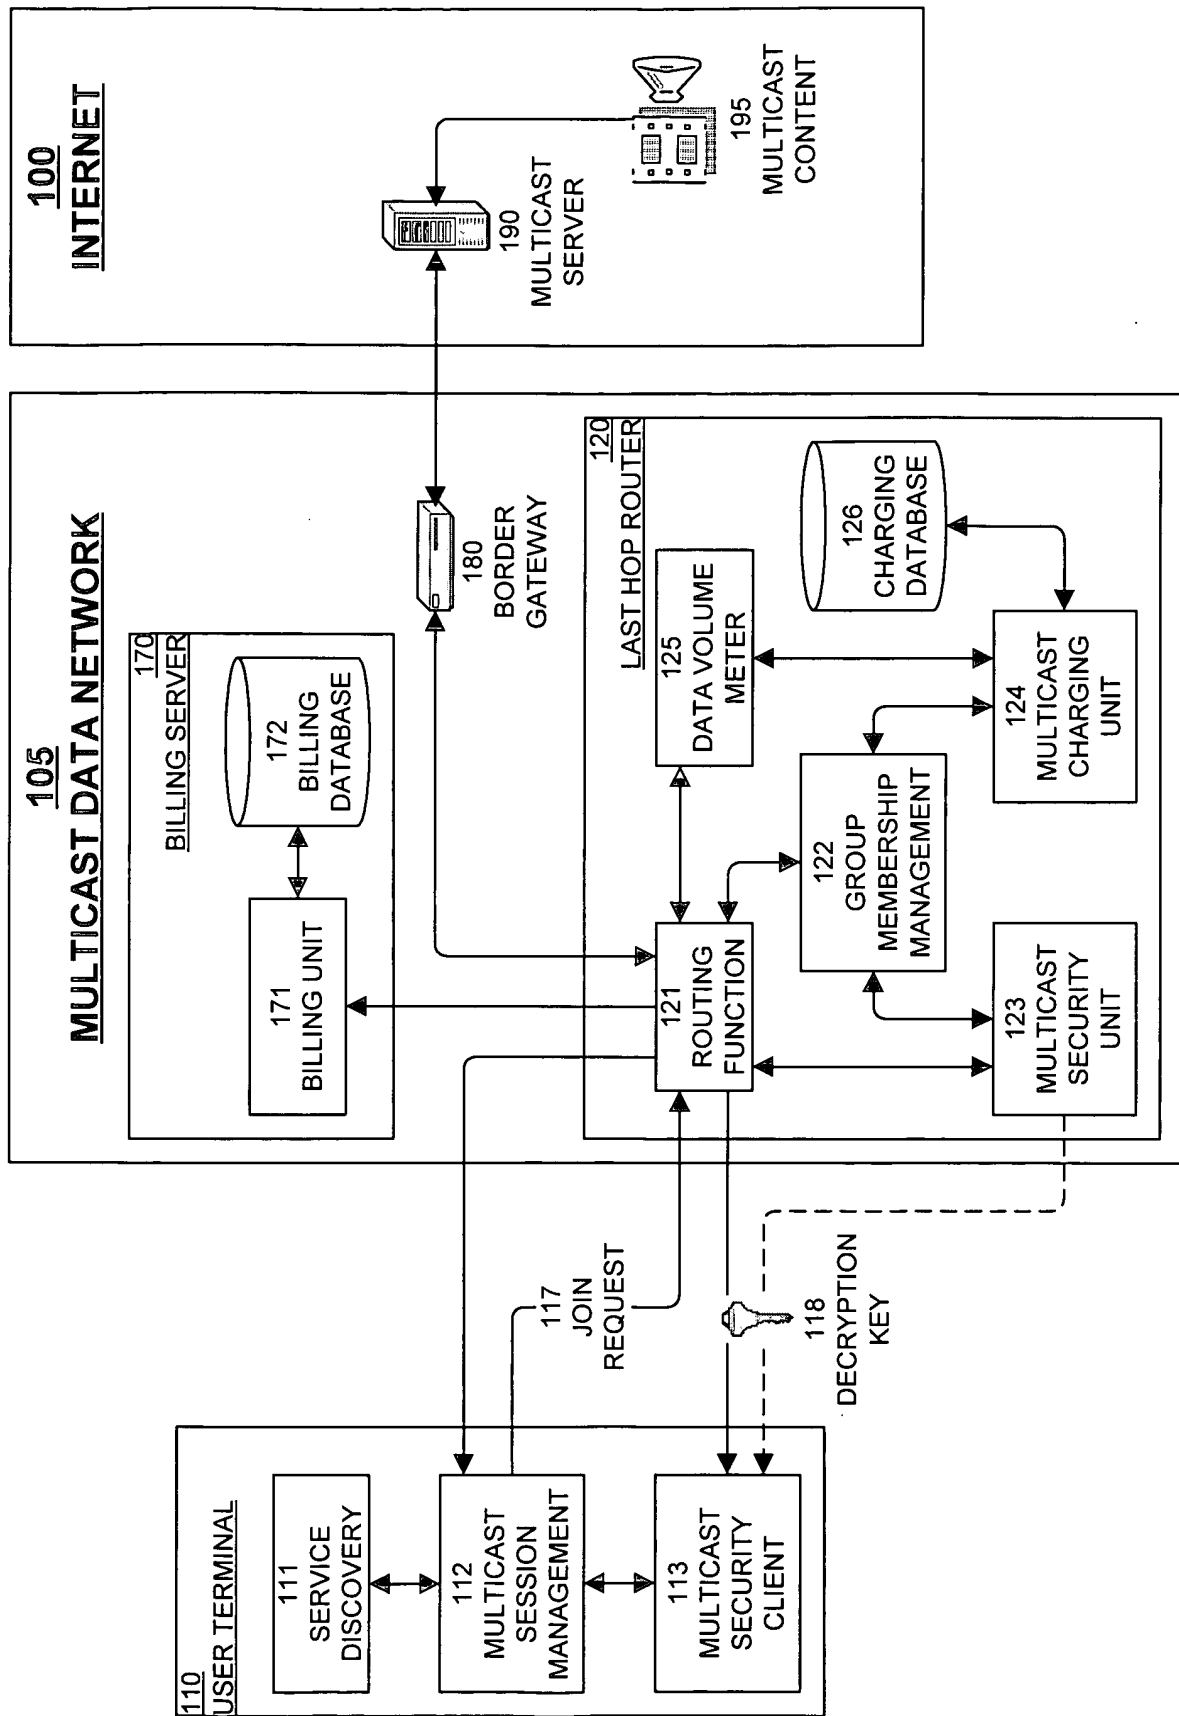 100
INTERNET
190
MULTICAST
SERVER
195
MULTICAST
CONTENT
105
MULTICAST DATA NETWORK
170
BILLING SERVER
171
BILLING UNIT
172
BILLING
DATABASE
180
BORDER
GATEWAY
120
LAST HOP ROUTER
121
ROUTING
FUNCTION
125
DATA VOLUME
METER
126
CHARGING
DATABASE
122
GROUP
MEMBERSHIP
MANAGEMENT
123
MULTICAST
SECURITY
UNIT
124
MULTICAST
CHARGING
UNIT
117
JOIN
REQUEST
118
DECRYPTION
KEY
110
USER TERMINAL
111
SERVICE
DISCOVERY
112
MULTICAST
SESSION
MANAGEMENT
113
MULTICAST
SECURITY
CLIENT